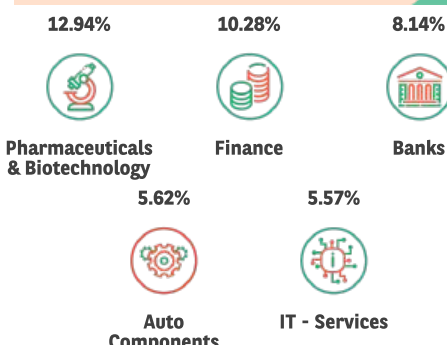 12.94% 10.28% 8.14%
Pharmaceuticals Finance Banks
& Biotechnology
5.62% 5.57%
i
Auto IT - Services
Components